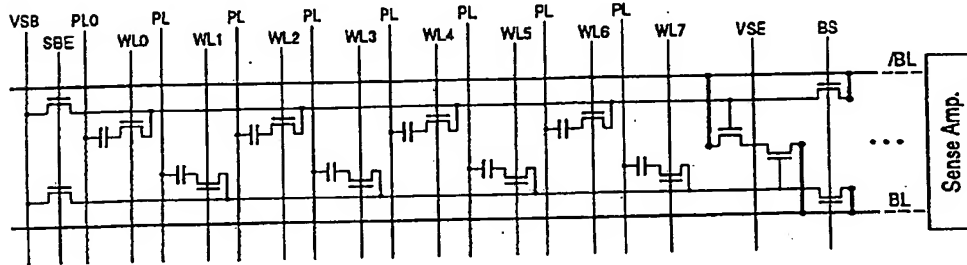 VSB PL0 PL PL PL PL PL PL PL
SBE WL0 WL1 WL2 WL3 WL4 WL5 WL6 WL7 VSE BS
/BL
Sense Amp.
BL